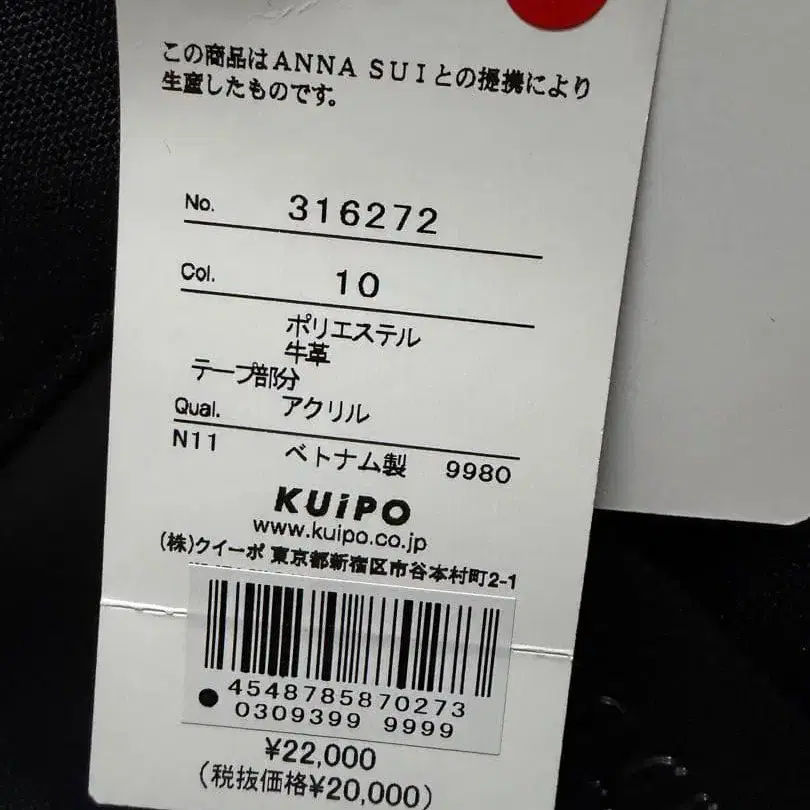 この商品はANNA SUIとの提携により
生産したものです。
No. 316272
Col. 10
ポリエステル
牛革
テープ部分
Qual. アクリル
N11 ベトナム製 9980
KUiPO
www.kuipo.co.jp
(株)クイーポ 東京都新宿区市谷本村町2-1
4548785870273
0309399 9999
¥22,000
(税抜価格¥20,000)